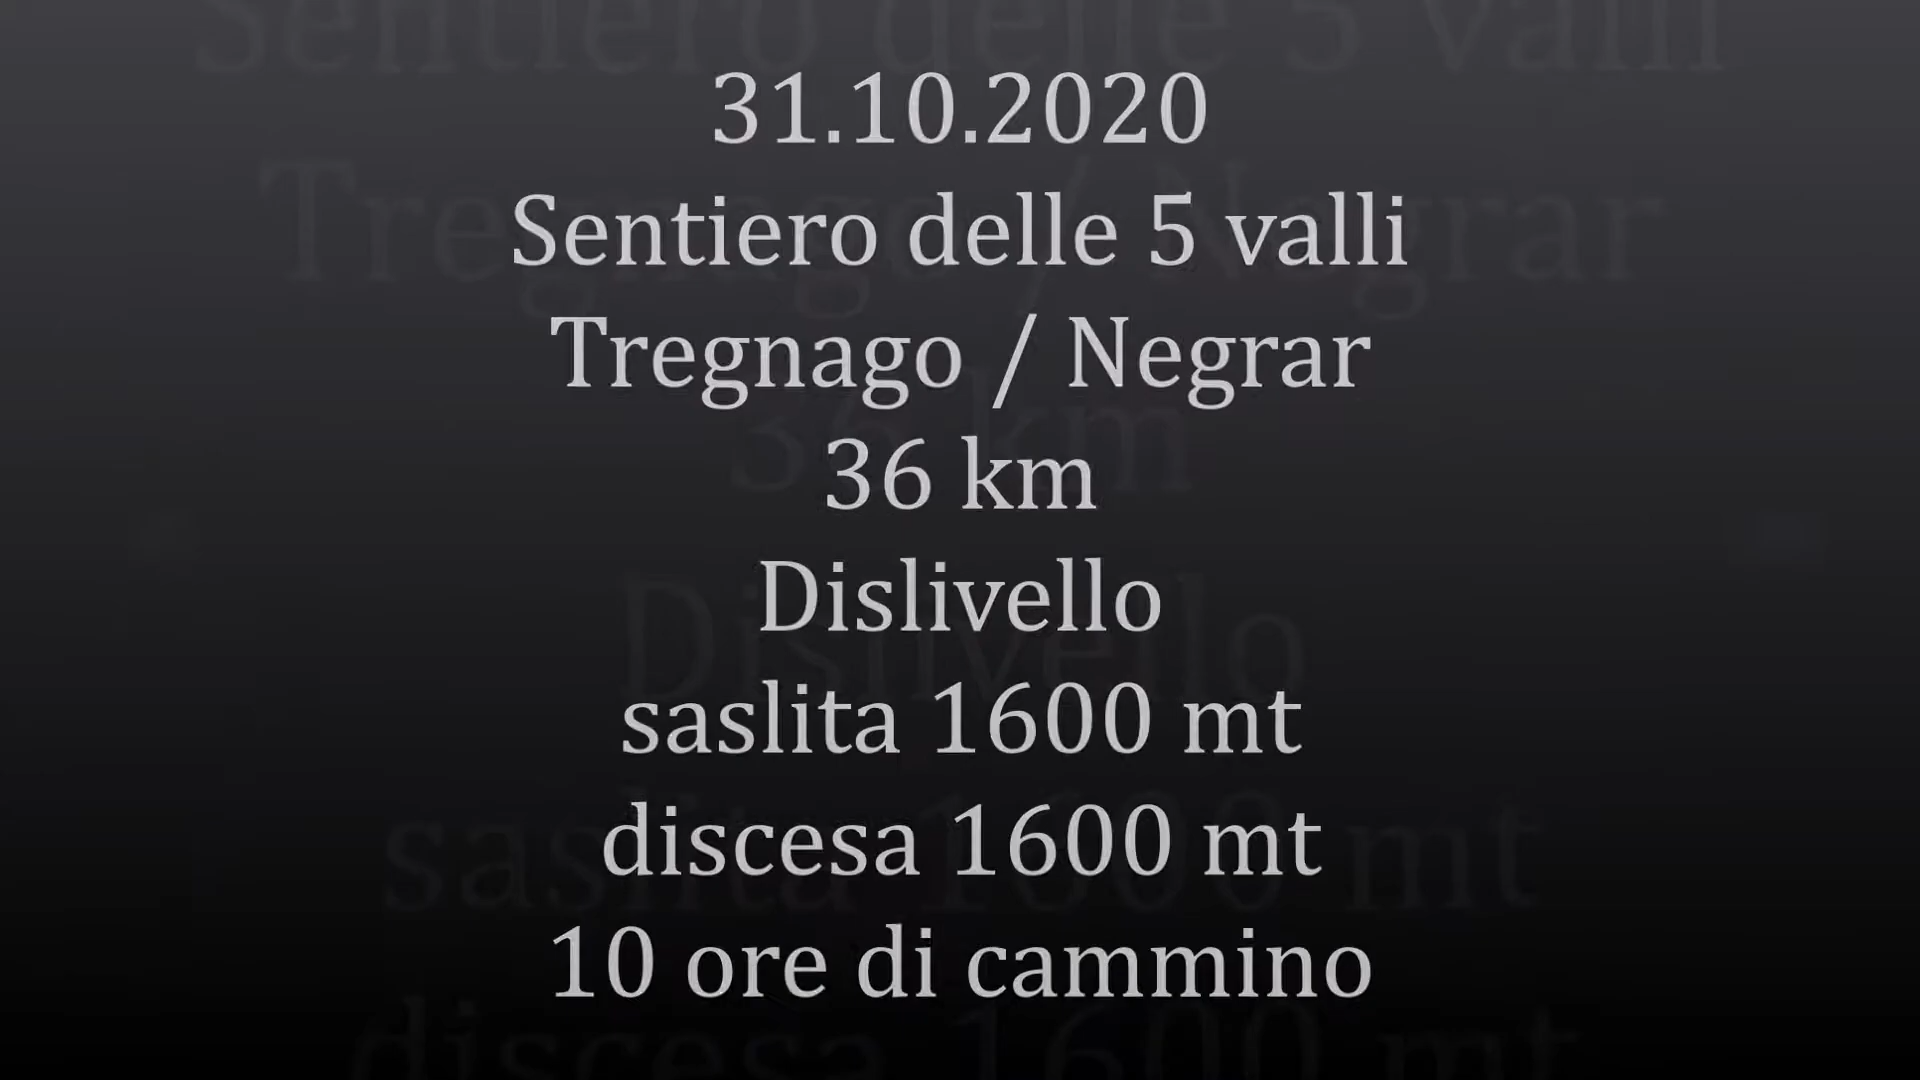 31.10.2020
Sentiero delle 5 valli
Tregnago / Negrar
36 km
Dislivello
saslita 1600 mt
discesa 1600 mt
10 ore di cammino